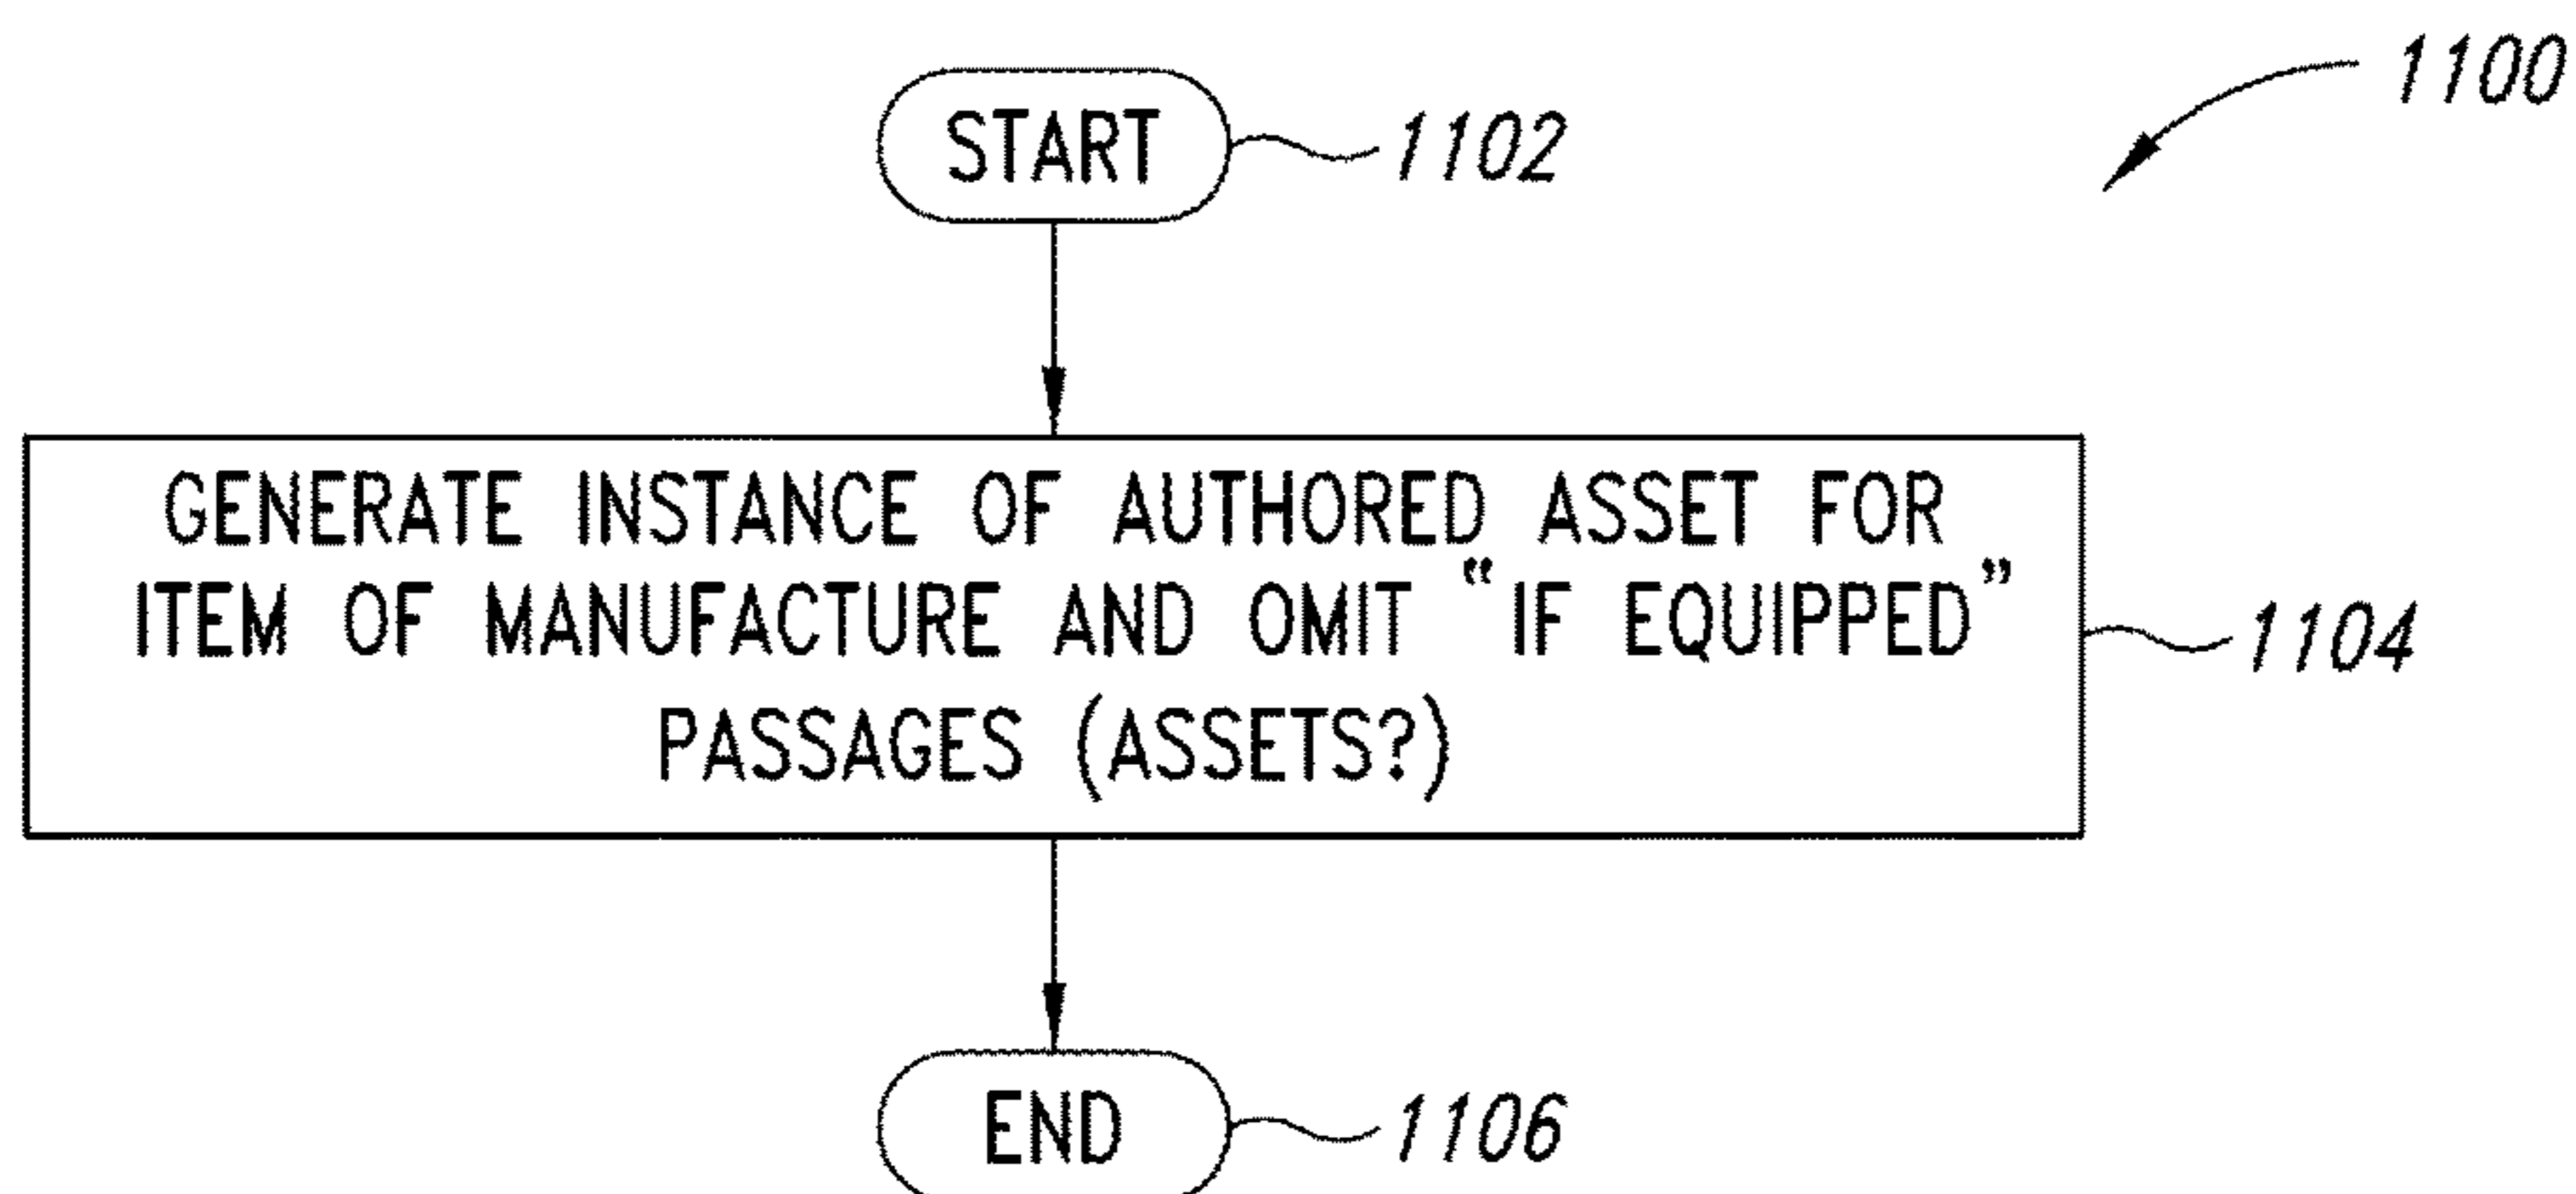 1100
START
1102
GENERATE INSTANCE OF AUTHORED ASSET FOR
ITEM OF MANUFACTURE AND OMIT “IF EQUIPPED”
PASSAGES (ASSETS?)
1104
END
1106